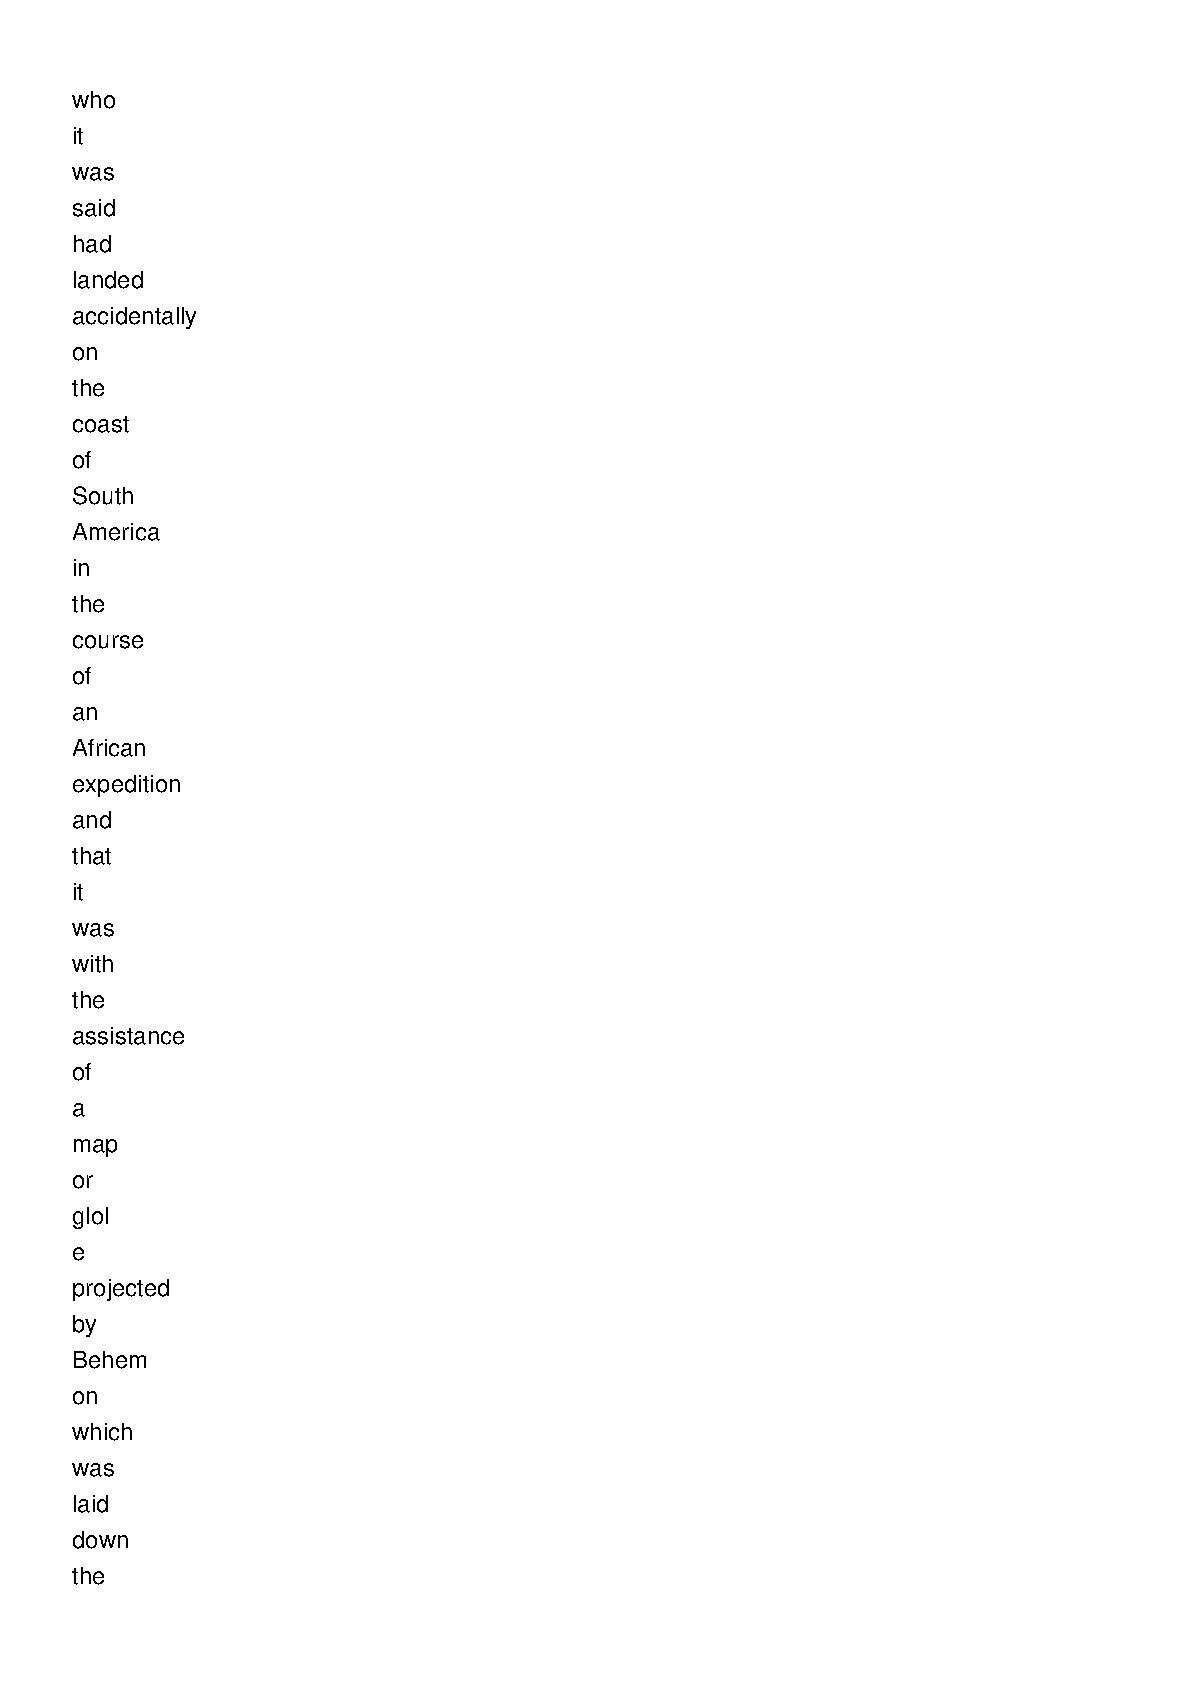 who
it
was
said
had
landed
accidentally
on
the
coast
of
South
America
in
the
course
of
an
African
expedition
and
that
it
was
with
the
assistance
of
a
map
or
glol
e
projected
by
Behem
on
which
was
laid
down
the